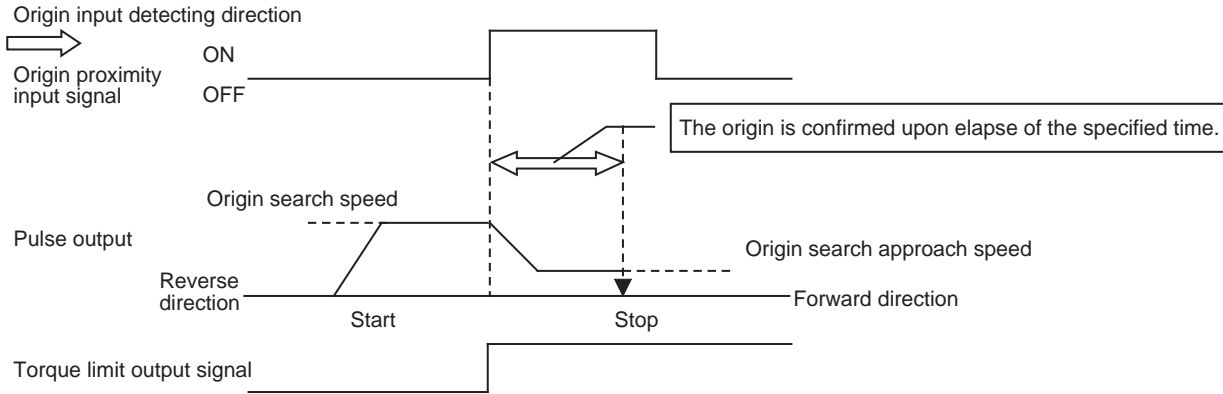 Origin input detecting direction
ON
Origin proximity
input signal
OFF
The origin is confirmed upon elapse of the specified time.
Origin search speed
Pulse output
Origin search approach speed
Reverse
direction
Forward direction
Start
Stop
Torque limit output signal